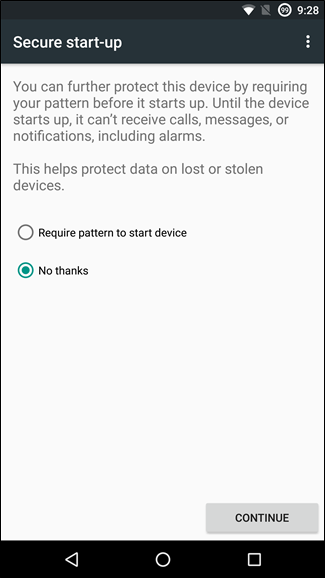 99 9:28
Secure start-up
You can further protect this device by requiring
your pattern before it starts up. Until the device
starts up, it can't receive calls, messages, or
notifications, including alarms.
This helps protect data on lost or stolen
devices.
Require pattern to start device
No thanks
CONTINUE